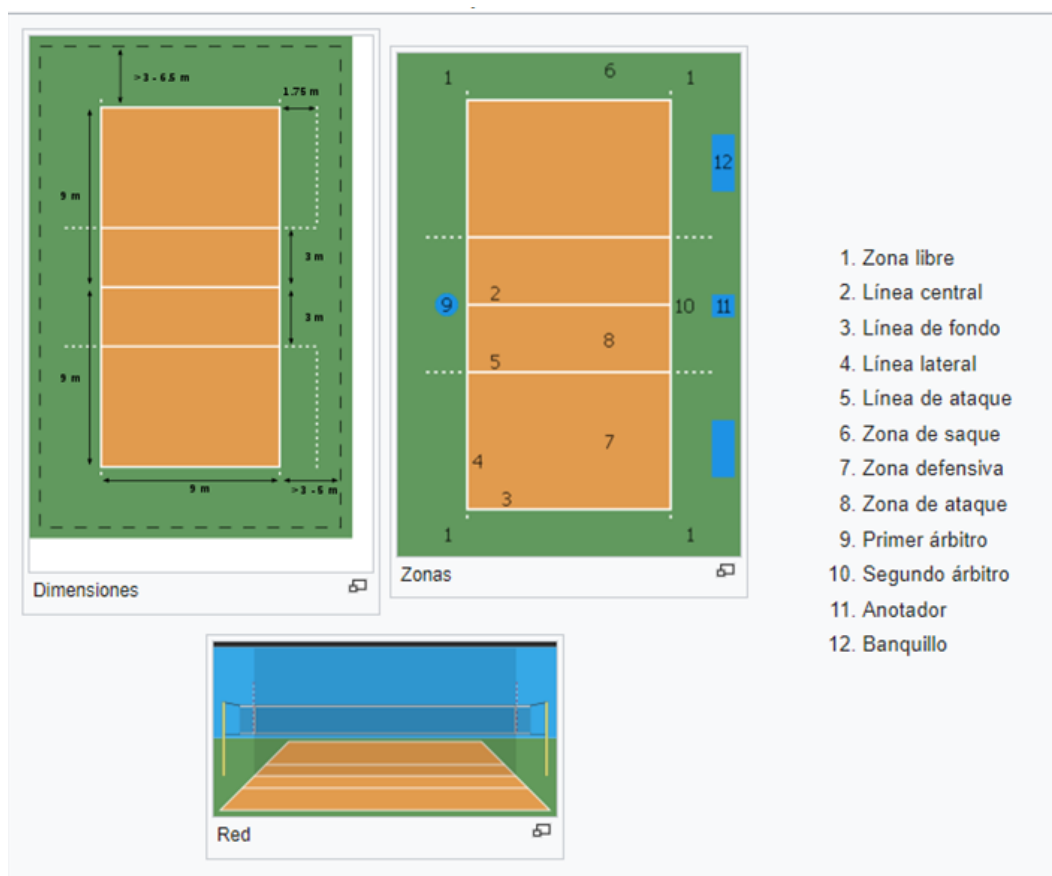 >3 - 6.5 m
1.75 m
9 m
3 m
3 m
9 m
9 m
>3 - 6 m
Dimensiones
1
6
1
12
2
9
10
11
8
5
7
4
3
1
1
Zonas
1. Zona libre
2. Línea central
3. Línea de fondo
4. Línea lateral
5. Línea de ataque
6. Zona de saque
7. Zona defensiva
8. Zona de ataque
9. Primer árbitro
10. Segundo árbitro
11. Anotador
12. Banquillo
Red